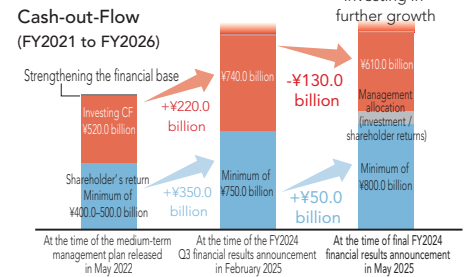 Investing in
further growth
Cash-out-Flow
(FY2021 to FY2026)
Strengthening the financial base
Investing CF
¥520.0 billion
Shareholder's return
Minimum of
¥400.0–500.0 billion
+¥220.0
billion
+¥350.0
billion
¥740.0 billion
Minimum of
¥750.0 billion
-¥130.0
billion
+¥50.0
billion
¥610.0 billion
Management
allocation
(investment /
shareholder returns)
Minimum of
¥800.0 billion
At the time of the medium-term
management plan released
in May 2022
At the time of the FY2024
Q3 financial results announcement
in February 2025
At the time of final FY2024
financial results announcement
in May 2025